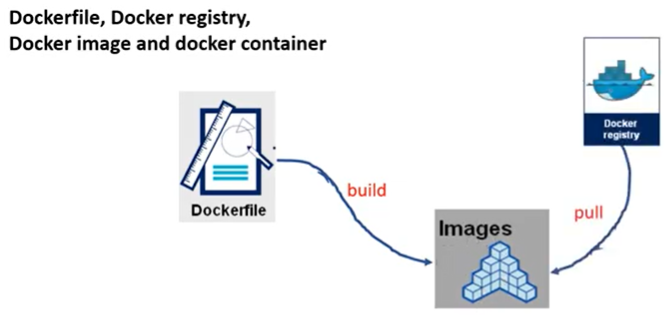 Dockerfile, Docker registry,
Docker image and docker container
Docker
registry
Dockerfile
build
Images
pull